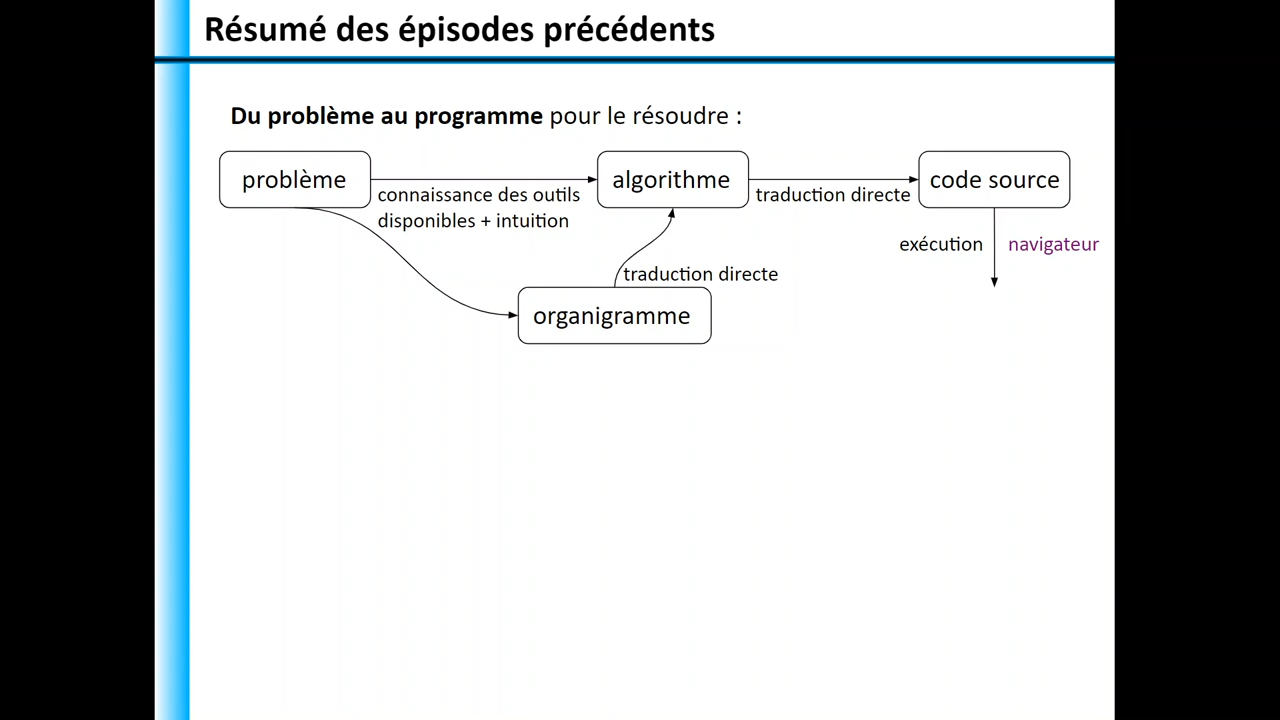 Résumé des épisodes précédents
Du problème au programme pour le résoudre :
problème
connaissance des outils
disponibles + intuition
algorithme
traduction directe
code source
exécution
navigateur
traduction directe
organigramme